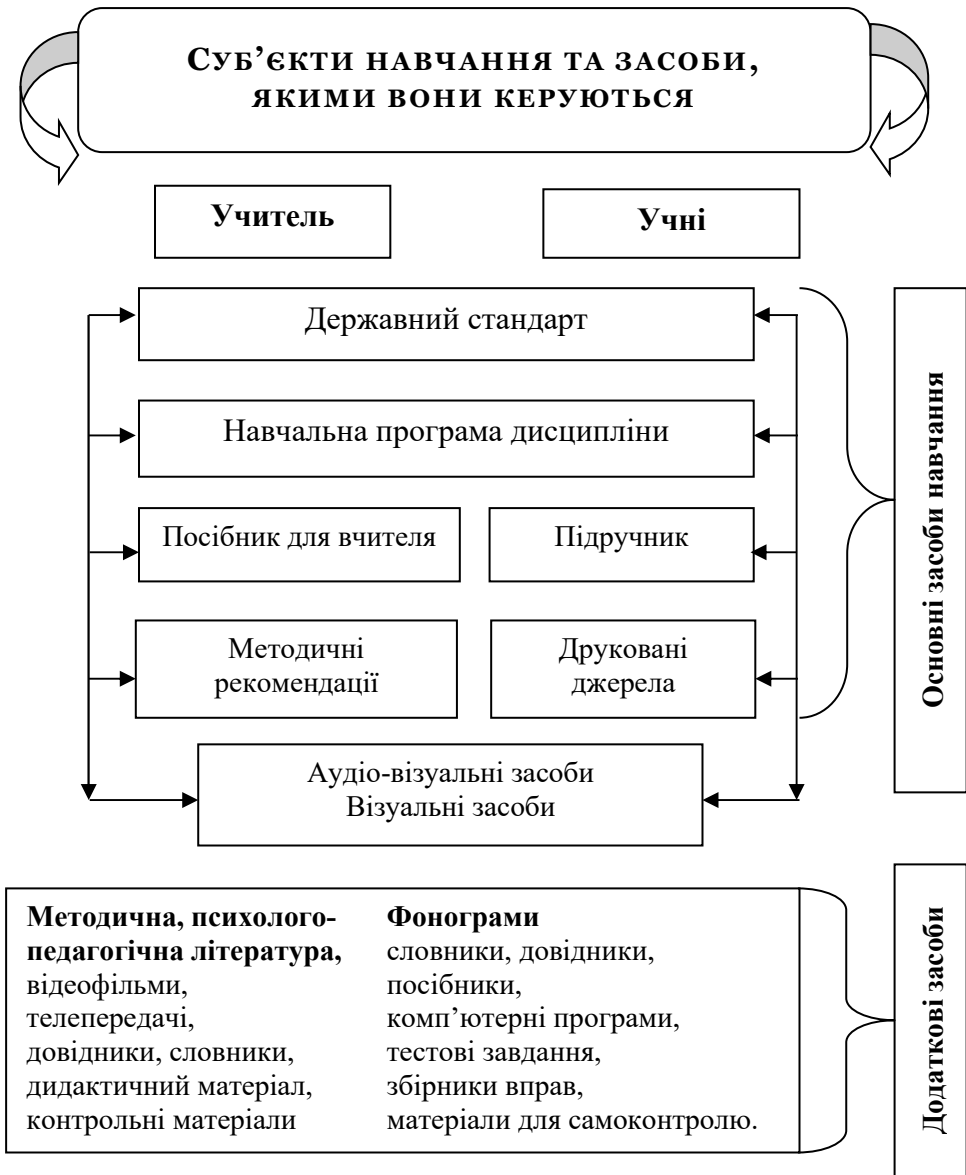 СУБ’ЄКТИ НАВЧАННЯ ТА ЗАСОБИ,
ЯКИМИ ВОНИ КЕРУЮТЬСЯ
Учитель
Учні
Державний стандарт
Навчальна програма дисципліни
Посібник для вчителя
Підручник
Методичні
рекомендації
Друковані
джерела
Аудіо-візуальні засоби
Візуальні засоби
Основні засоби навчання
Методична, психолого-
педагогічна література,
відеофільми,
телепередачі,
довідники, словники,
дидактичний матеріал,
контрольні матеріали
Фонограми
словники, довідники,
посібники,
комп’ютерні програми,
тестові завдання,
збірники вправ,
матеріали для самоконтролю.
Додаткові засоби